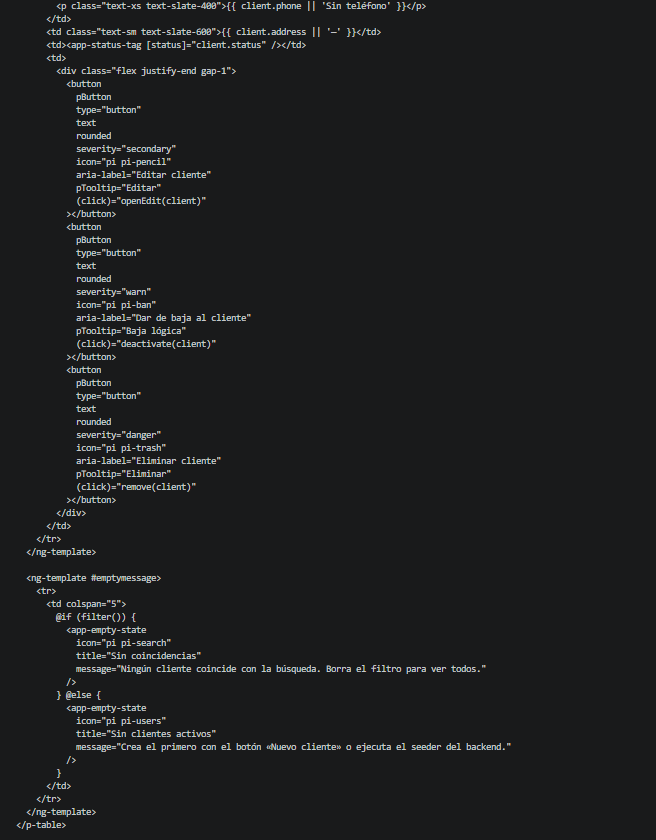 <p class="text-xs text-slate-400">{{ client.phone || 'Sin teléfono' }}</p>
</td>
<td class="text-sm text-slate-600">{{ client.address || '—' }}</td>
<td><app-status-tag [status]="client.status" /></td>
<td>
<div class="flex justify-end gap-1">
<button
pButton
type="button"
text
rounded
severity="secondary"
icon="pi pi-pencil"
aria-label="Editar cliente"
pTooltip="Editar"
(click)="openEdit(client)"
></button>
<button
pButton
type="button"
text
rounded
severity="warn"
icon="pi pi-ban"
aria-label="Dar de baja al cliente"
pTooltip="Baja lógica"
(click)="deactivate(client)"
></button>
<button
pButton
type="button"
text
rounded
severity="danger"
icon="pi pi-trash"
aria-label="Eliminar cliente"
pTooltip="Eliminar"
(click)="remove(client)"
></button>
</div>
</td>
</tr>
</ng-template>
<ng-template #emptymessage>
<tr>
<td colspan="5">
@if (filter()) {
<app-empty-state
icon="pi pi-search"
title="Sin coincidencias"
message="Ningún cliente coincide con la búsqueda. Borra el filtro para ver todos."
/>
} @else {
<app-empty-state
icon="pi pi-users"
title="Sin clientes activos"
message="Crea el primero con el botón «Nuevo cliente» o ejecuta el seeder del backend."
/>
}
</td>
</tr>
</ng-template>
</p-table>